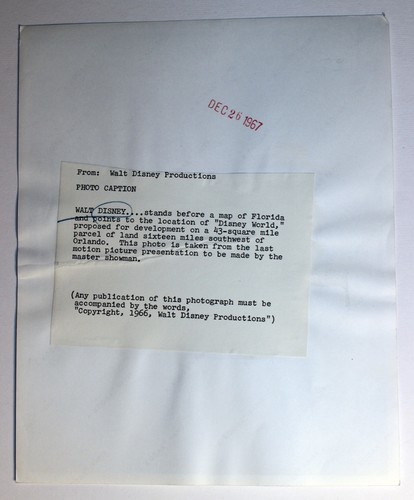 DEC 26 1967
From: Walt Disney Productions
PHOTO CAPTION
WALT DISNEY....stands before a map of Florida
and points to the location of "Disney World,"
proposed for development on a 43-square mile
parcel of land sixteen miles southwest of
Orlando. This photo is taken from the last
motion picture presentation to be made by the
master showman.
(Any publication of this photograph must be
accompanied by the words,
"Copyright, 1966, Walt Disney Productions")